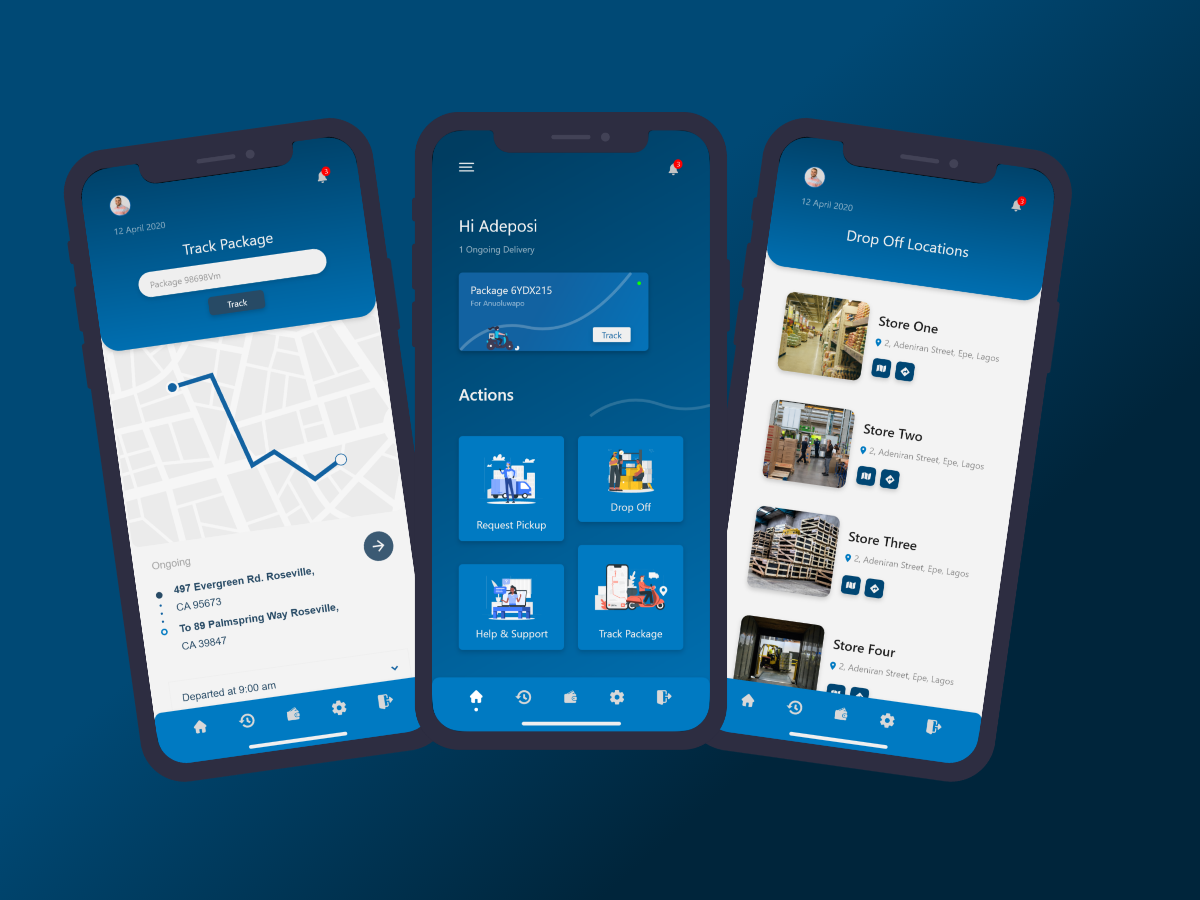 3
12 April 2020
Track Package
Package 98698Vm
Track
Ongoing
497 Evergreen Rd. Roseville,
CA 95673
To 89 Palmspring Way Roseville,
CA 39847
Departed at 9:00 am
3
Hi Adeposi
1 Ongoing Delivery
Package 6YDX215
For Anuoluwapo
Track
Actions
Request Pickup
Drop Off
Help & Support
Track Package
3
12 April 2020
Drop Off Locations
Store One
2, Adeniran Street, Epe, Lagos
Store Two
2, Adeniran Street, Epe, Lagos
Store Three
2, Adeniran Street, Epe, Lagos
Store Four
2, Adeniran Street, Epe, Lagos